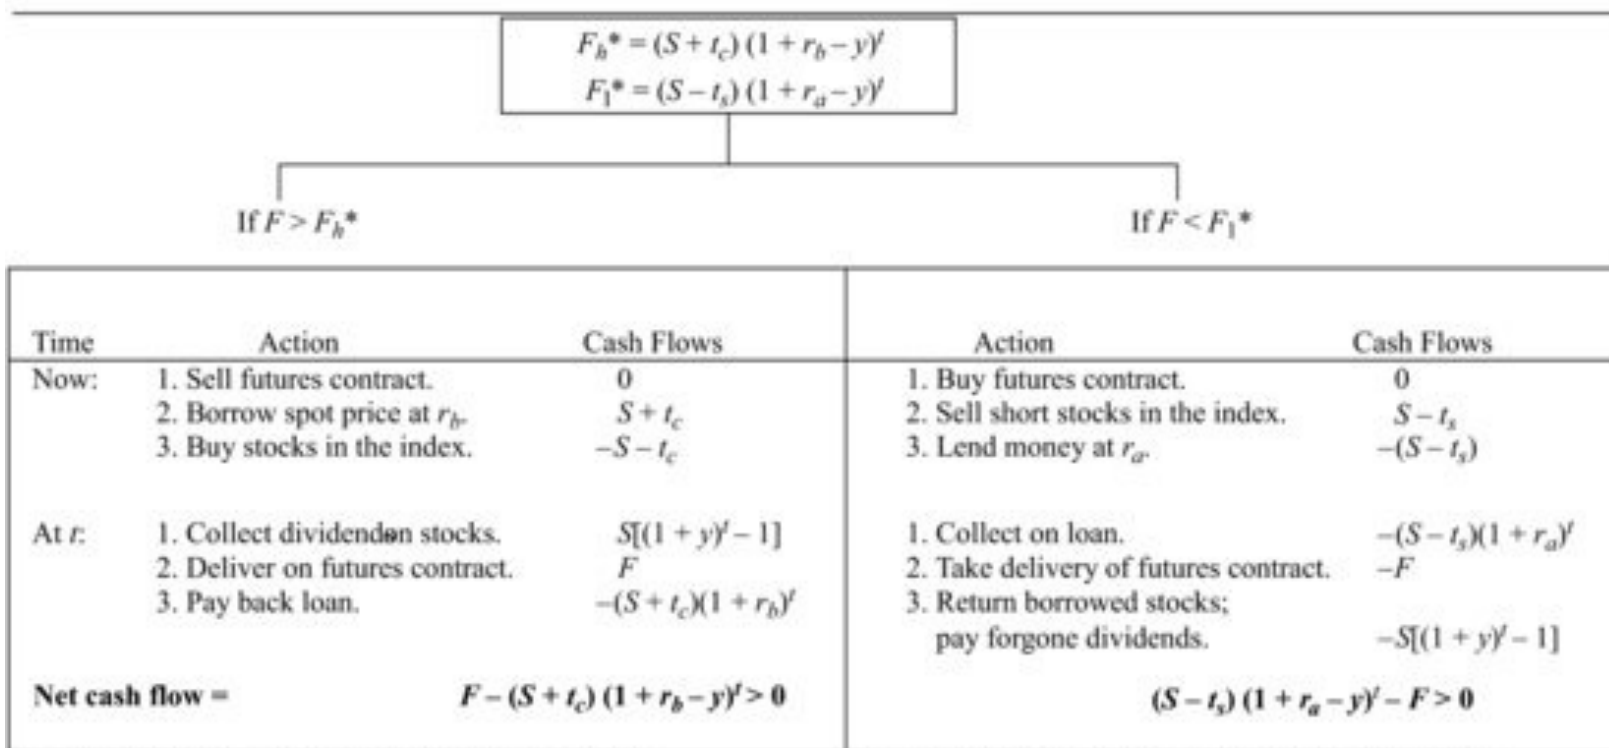 F_h* = (S + t_c) (1 + r_b – y)^t
F_1* = (S – t_s) (1 + r_a – y)^t
If F > F_h*
If F < F_1*
Time Action Cash Flows
Now: 1. Sell futures contract. 0
2. Borrow spot price at r_b. S + t_c
3. Buy stocks in the index. –S – t_c
At t: 1. Collect dividendon stocks. S[(1 + y)^t – 1]
2. Deliver on futures contract. F
3. Pay back loan. –(S + t_c)(1 + r_b)^t
Net cash flow = F – (S + t_c) (1 + r_b – y)^t > 0
Action Cash Flows
1. Buy futures contract. 0
2. Sell short stocks in the index. S – t_s
3. Lend money at r_a. –(S – t_s)
1. Collect on loan. –(S – t_s)(1 + r_a)^t
2. Take delivery of futures contract. –F
3. Return borrowed stocks;
pay forgone dividends. –S[(1 + y)^t – 1]
(S – t_s) (1 + r_a – y)^t – F > 0